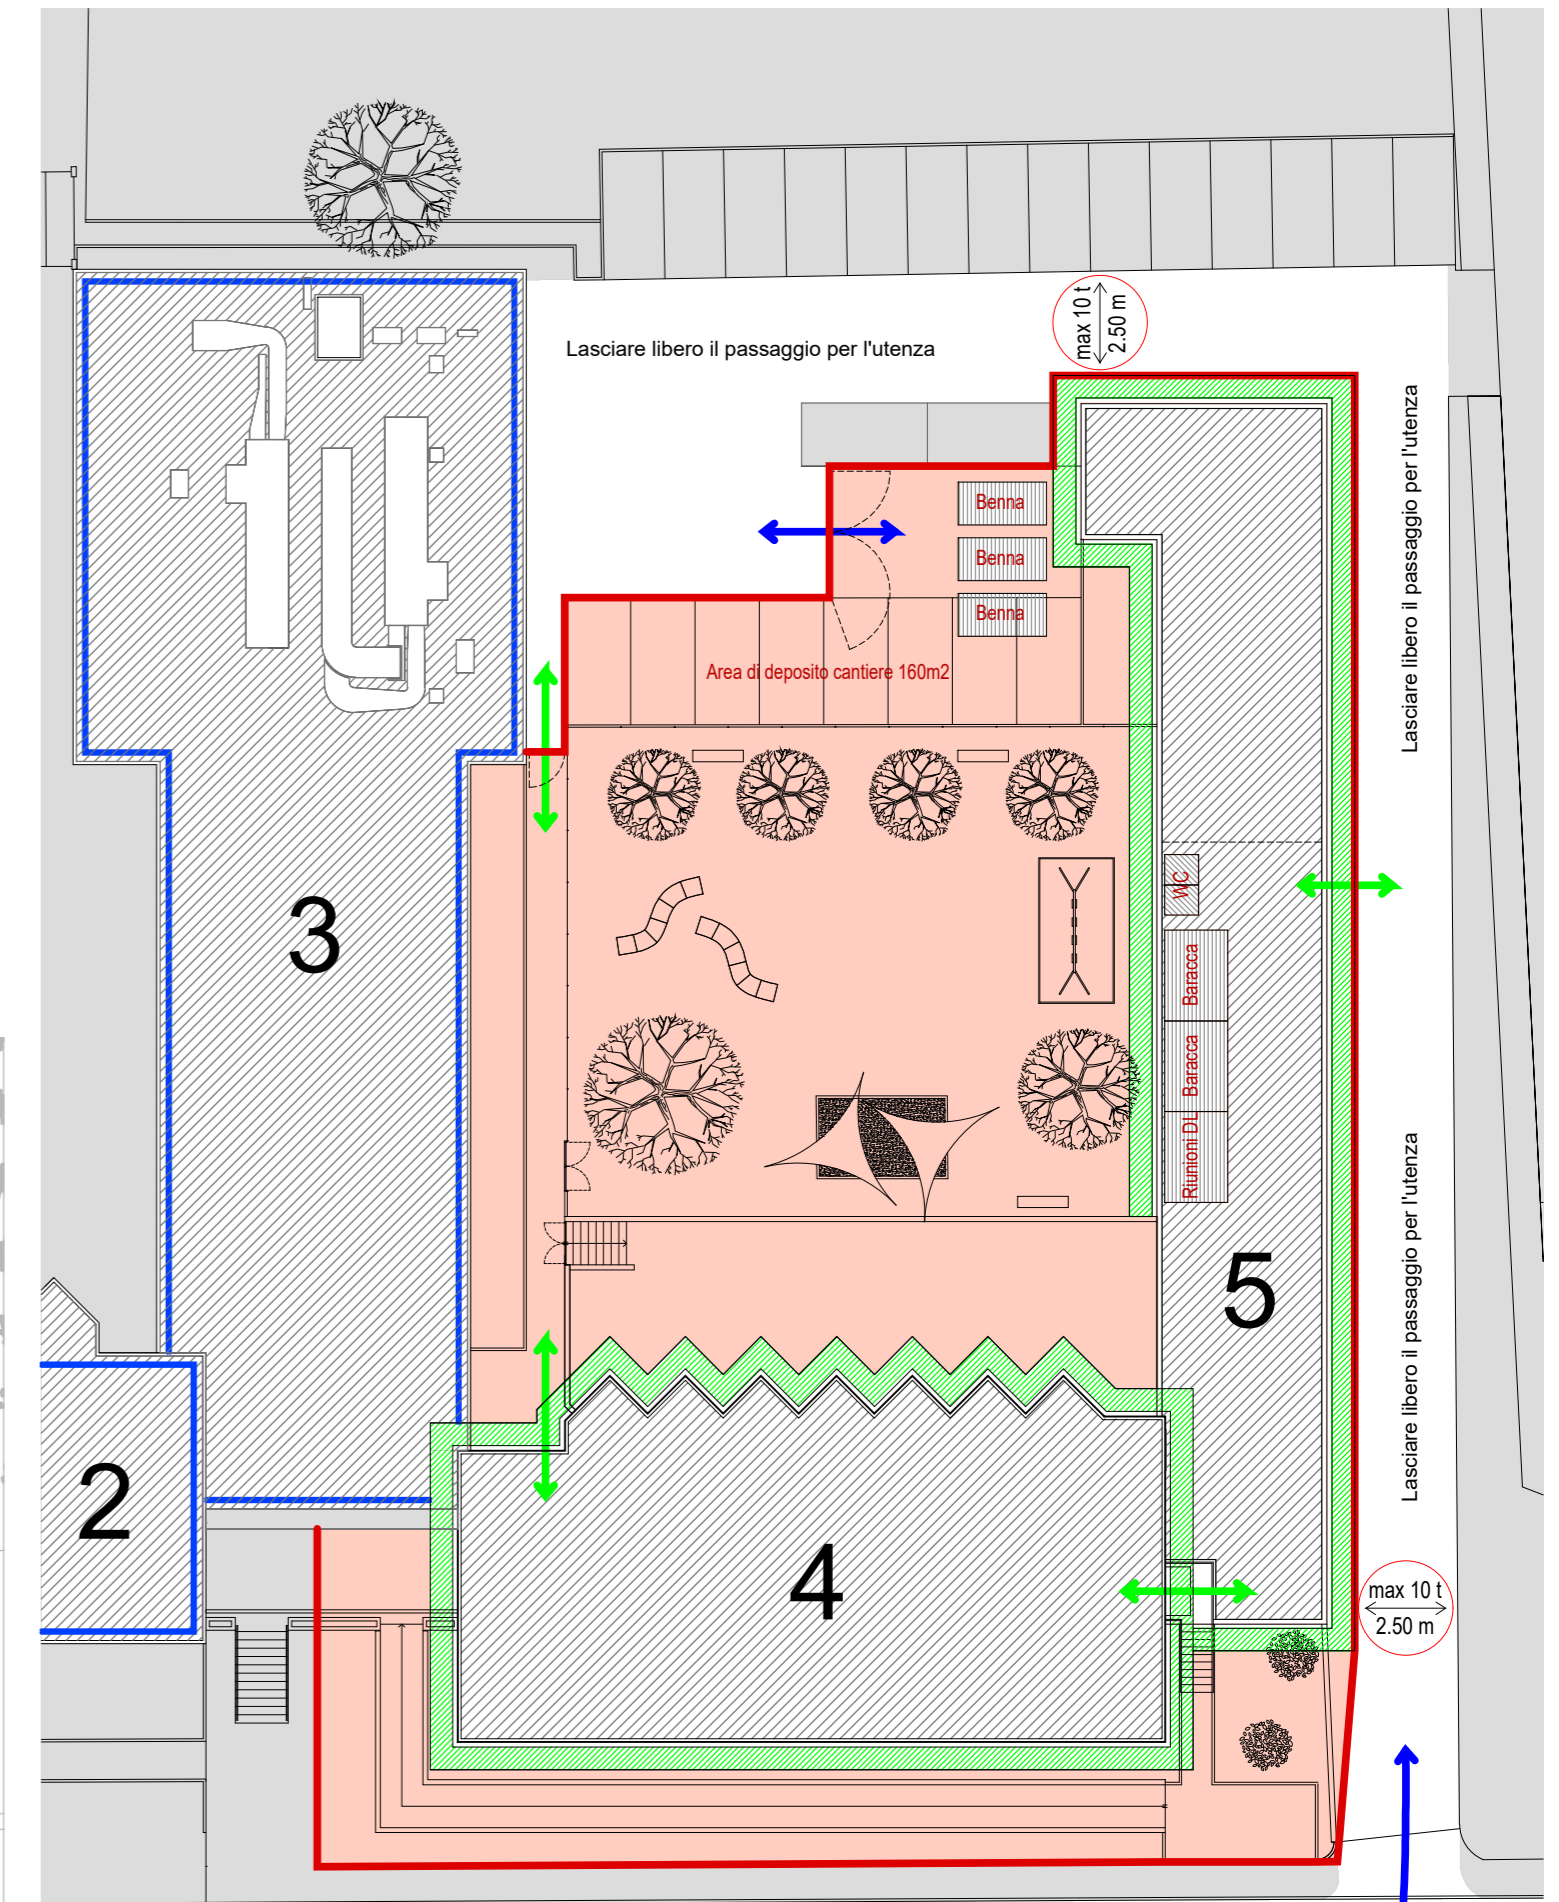 max 10 t
2.50 m
Lasciare libero il passaggio per l'utenza
Lasciare libero il passaggio per l'utenza
Benna
Benna
Benna
Area di deposito cantiere 160m2
WC
3
Baracca
Baracca
Riunioni DL
Lasciare libero il passaggio per l'utenza
5
2
4
max 10 t
2.50 m